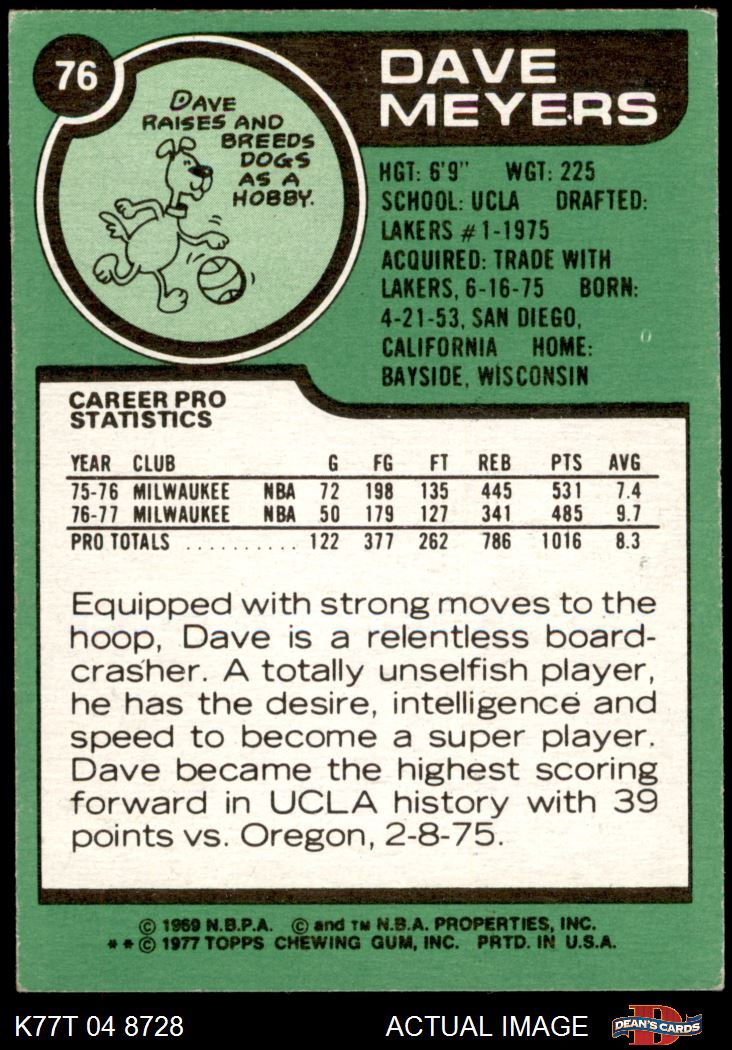 76
DAVE
MEYERS
DAVE
RAISES AND
BREEDS
DOGS
AS A
HOBBY.
HGT: 6'9" WGT: 225
SCHOOL: UCLA DRAFTED:
LAKERS #1-1975
ACQUIRED: TRADE WITH
LAKERS, 6-16-75 BORN:
4-21-53, SAN DIEGO,
CALIFORNIA HOME:
BAYSIDE, WISCONSIN
CAREER PRO
STATISTICS
YEAR CLUB G FG FT REB PTS AVG
75-76 MILWAUKEE NBA 72 198 135 445 531 7.4
76-77 MILWAUKEE NBA 50 179 127 341 485 9.7
PRO TOTALS .......... 122 377 262 786 1016 8.3
Equipped with strong moves to the
hoop, Dave is a relentless board-
crasher. A totally unselfish player,
he has the desire, intelligence and
speed to become a super player.
Dave became the highest scoring
forward in UCLA history with 39
points vs. Oregon, 2-8-75.
© 1969 N.B.P.A. © and TM N.B.A. PROPERTIES, INC.
**© 1977 TOPPS CHEWING GUM, INC. PRTD. IN U.S.A.
K77T 04 8728 ACTUAL IMAGE DEAN'S CARDS